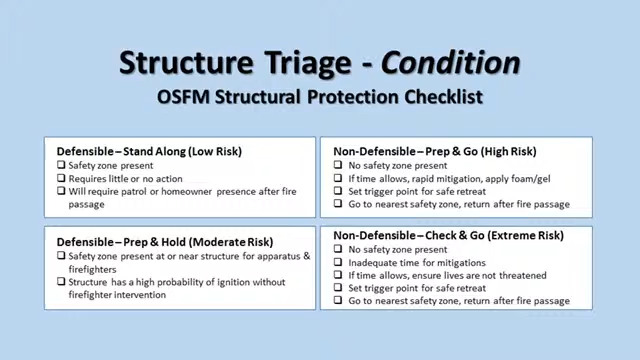 Structure Triage - Condition
OSFM Structural Protection Checklist
Defensible – Stand Along (Low Risk)
❑ Safety zone present
❑ Requires little or no action
❑ Will require patrol or homeowner presence after fire
passage
Defensible – Prep & Hold (Moderate Risk)
❑ Safety zone present at or near structure for apparatus &
firefighters
❑ Structure has a high probability of ignition without
firefighter intervention
Non-Defensible – Prep & Go (High Risk)
❑ No safety zone present
❑ If time allows, rapid mitigation, apply foam/gel
❑ Set trigger point for safe retreat
❑ Go to nearest safety zone, return after fire passage
Non-Defensible – Check & Go (Extreme Risk)
❑ No safety zone present
❑ Inadequate time for mitigations
❑ If time allows, ensure lives are not threatened
❑ Set trigger point for safe retreat
❑ Go to nearest safety zone, return after fire passage